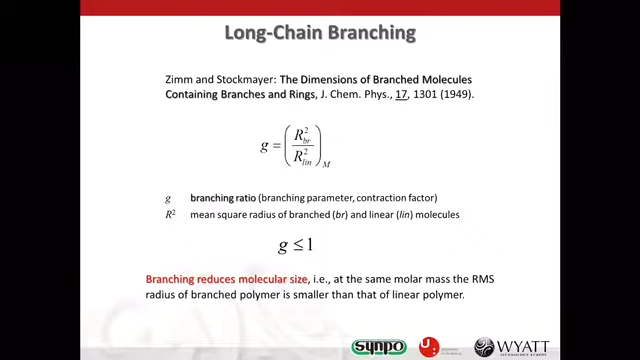 Long-Chain Branching
Zimm and Stockmayer: The Dimensions of Branched Molecules
Containing Branches and Rings, J. Chem. Phys., 17, 1301 (1949).
g = (R²br / R²lin)M
g branching ratio (branching parameter, contraction factor)
R² mean square radius of branched (br) and linear (lin) molecules
g ≤ 1
Branching reduces molecular size, i.e., at the same molar mass the RMS
radius of branched polymer is smaller than that of linear polymer.
synpo
WYATT